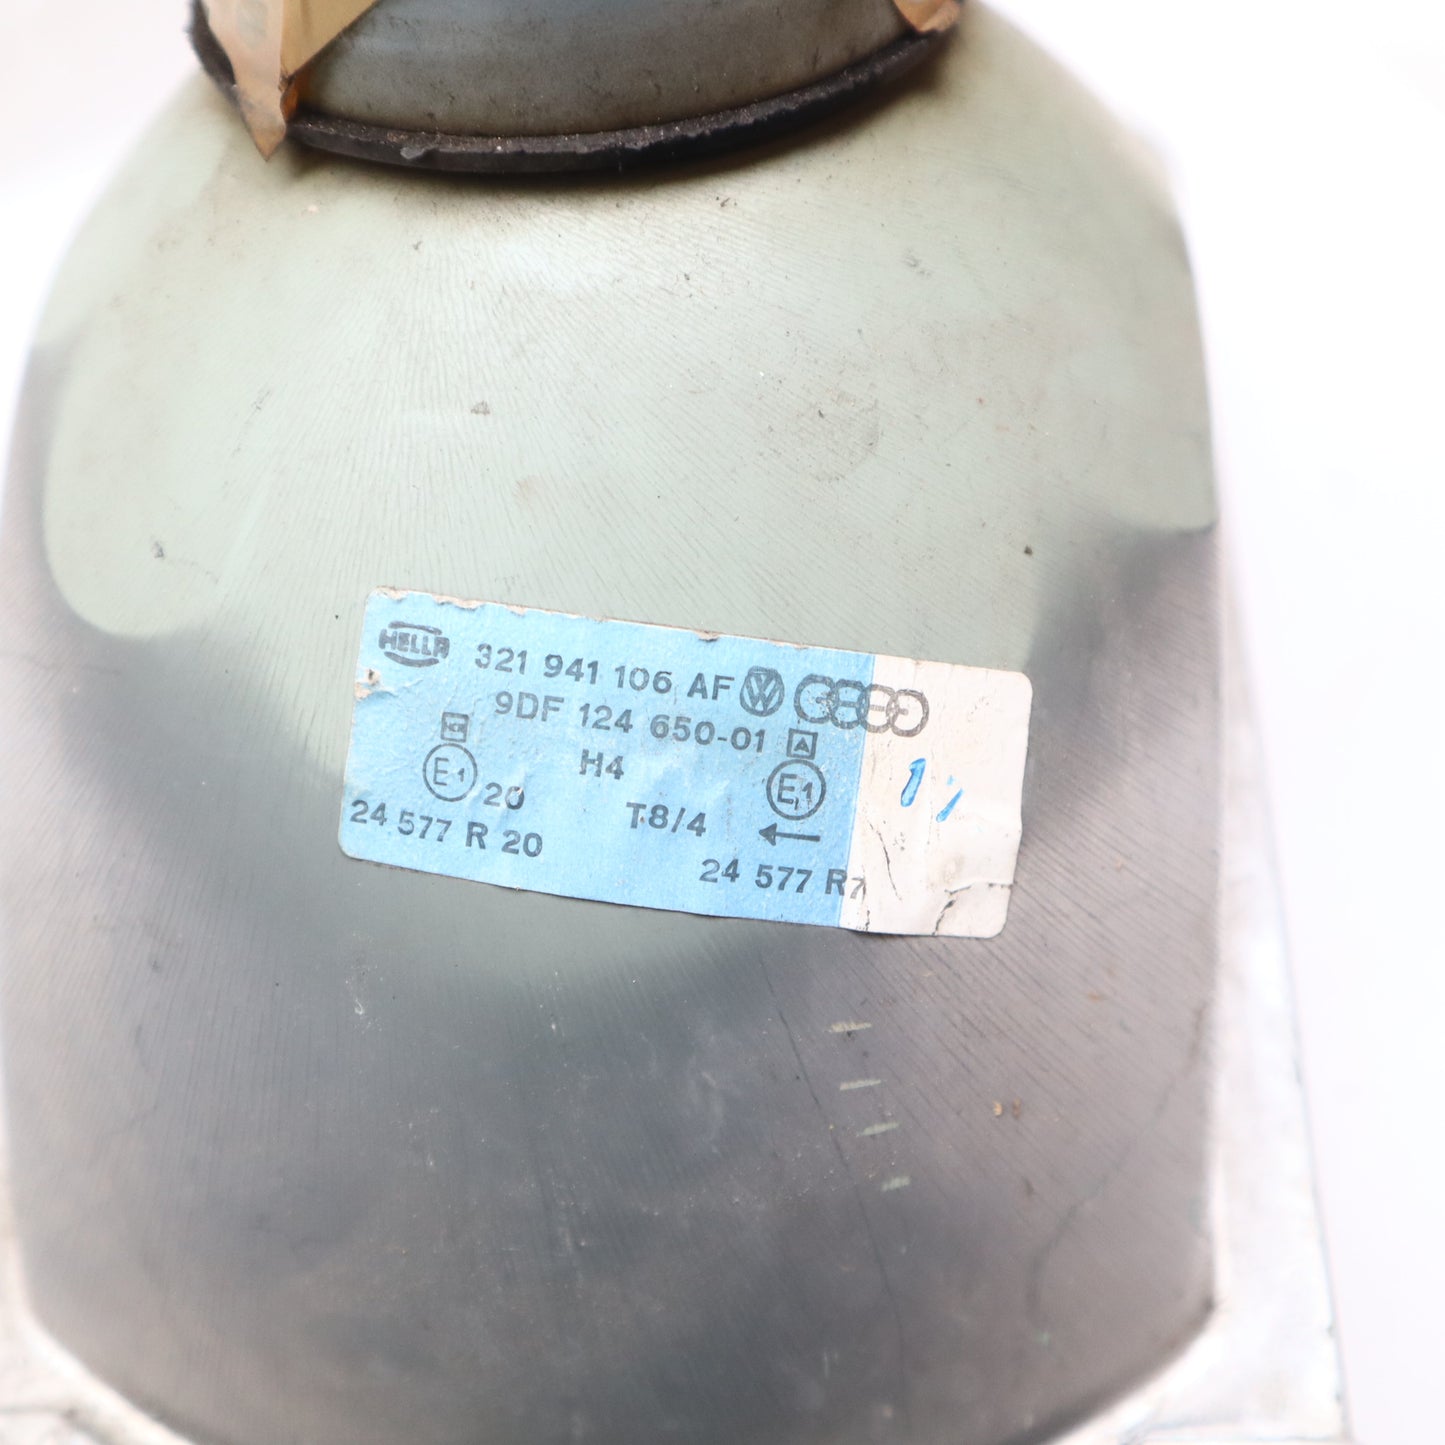 HELLA 321 941 106 AF
9DF 124 650-01 A
H4
E1 20 T8/4 E1
24 577 R 20
24 577 R7